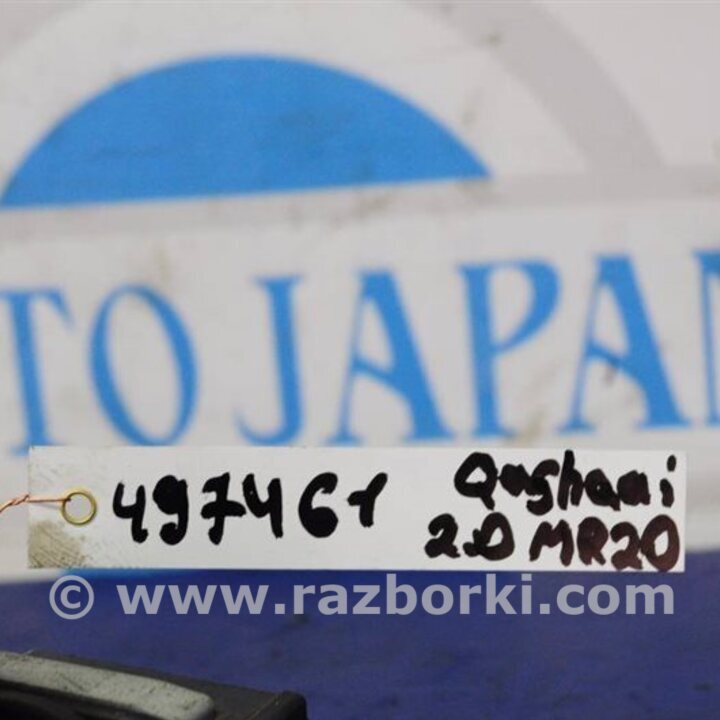 TO JAPAN
497461 Qashqai
2.0 MR20
© www.razborki.com